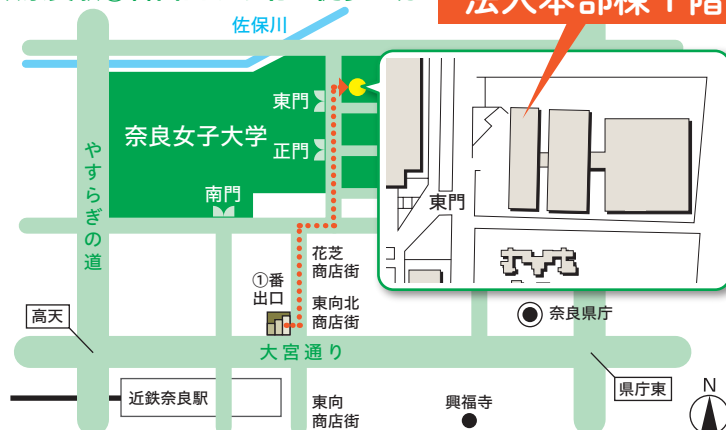 法人本部棟１階
佐保川
東門
奈良女子大学
正門
南門
やすらぎの道
東門
花芝
商店街
①番
出口
東向北
商店街
高天
奈良県庁
大宮通り
近鉄奈良駅
東向
商店街
興福寺
県庁東
N